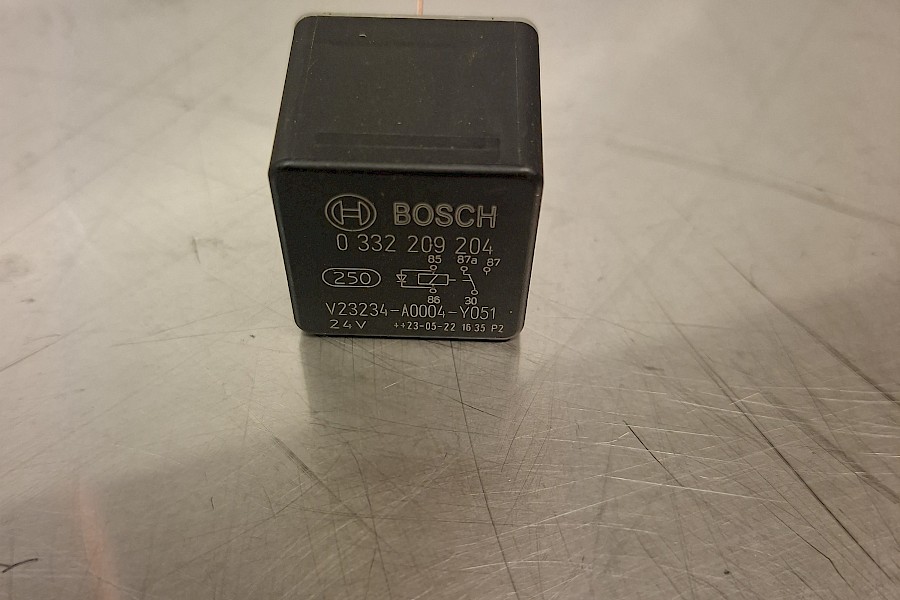 BOSCH
0 332 209 204
85 87a 87
250
86 30
V23234-A0004-Y051
24V ++23-05-22 16:35 P2